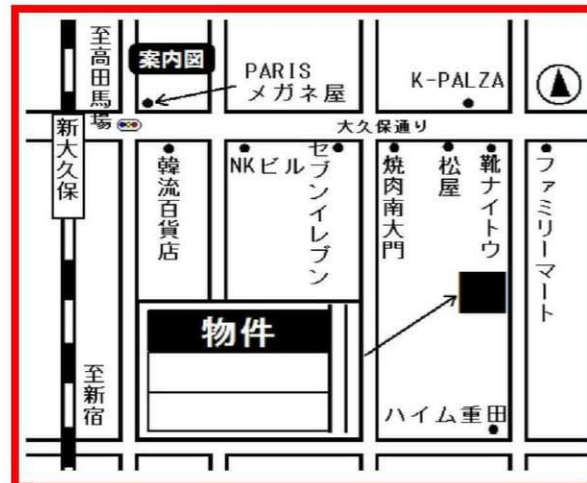 至高田馬場
案内図
PARIS
メガネ屋
K-PALZA
新大久保
大久保通り
韓流百貨店
NKビル
セブンイレブン
焼肉南大門
松屋
靴ナイトウ
ファミリーマート
物件
至新宿
ハイム重田